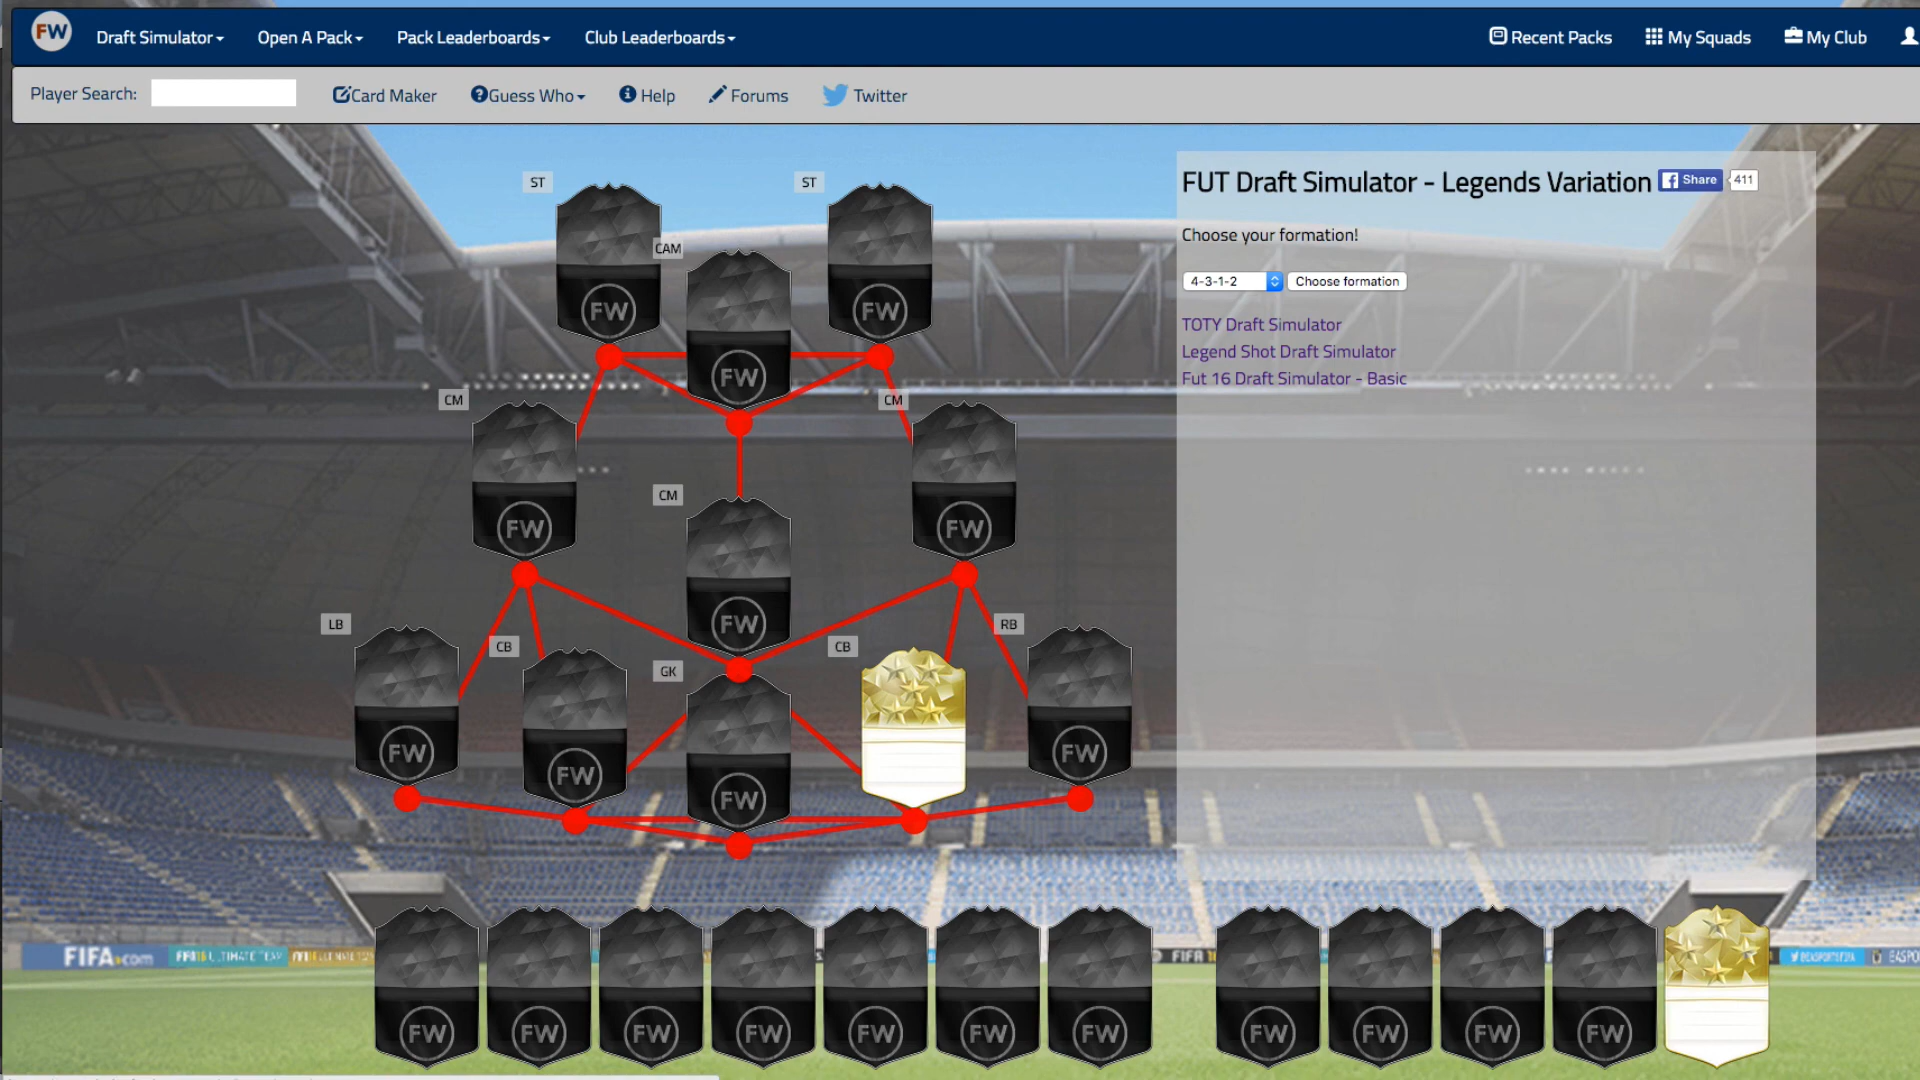 FW Draft Simulator Open A Pack Pack Leaderboards Club Leaderboards Recent Packs My Squads My Club
Player Search: Card Maker Guess Who Help Forums Twitter
FUT Draft Simulator - Legends Variation Share 411
Choose your formation!
4-3-1-2 Choose formation
TOTY Draft Simulator
Legend Shot Draft Simulator
Fut 16 Draft Simulator - Basic
ST ST
CAM
FW FW
FW
CM CM
FW FW
CM
FW
LB RB
CB CB
GK
FW FW
FW
FW
FIFA.com FIFA
FW FW FW FW FW FW FW FW FW FW FW